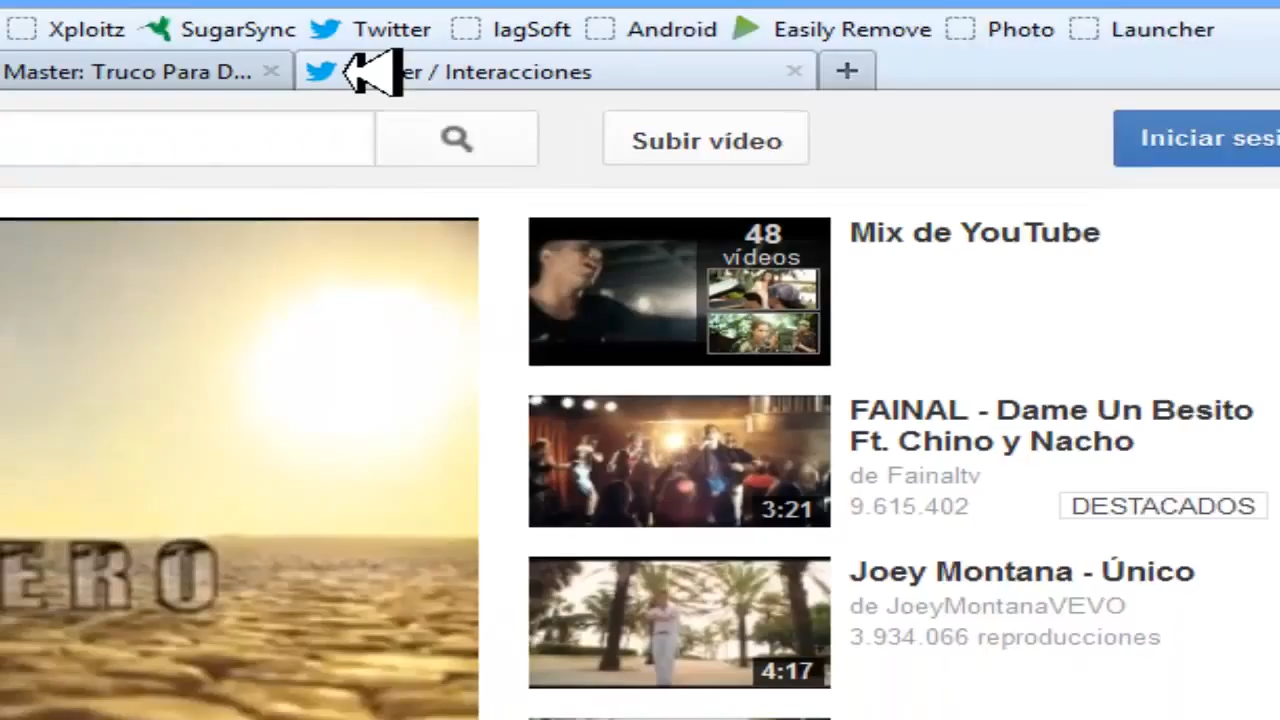 Xploitz SugarSync Twitter IagSoft Android Easily Remove Photo Launcher
Master: Truco Para D... er / Interacciones
Subir vídeo
Iniciar sesi
48
vídeos
Mix de YouTube
FAINAL - Dame Un Besito
Ft. Chino y Nacho
de Fainaltv
9.615.402 DESTACADOS
3:21
Joey Montana - Único
de JoeyMontanaVEVO
3.934.066 reproducciones
4:17
ERO